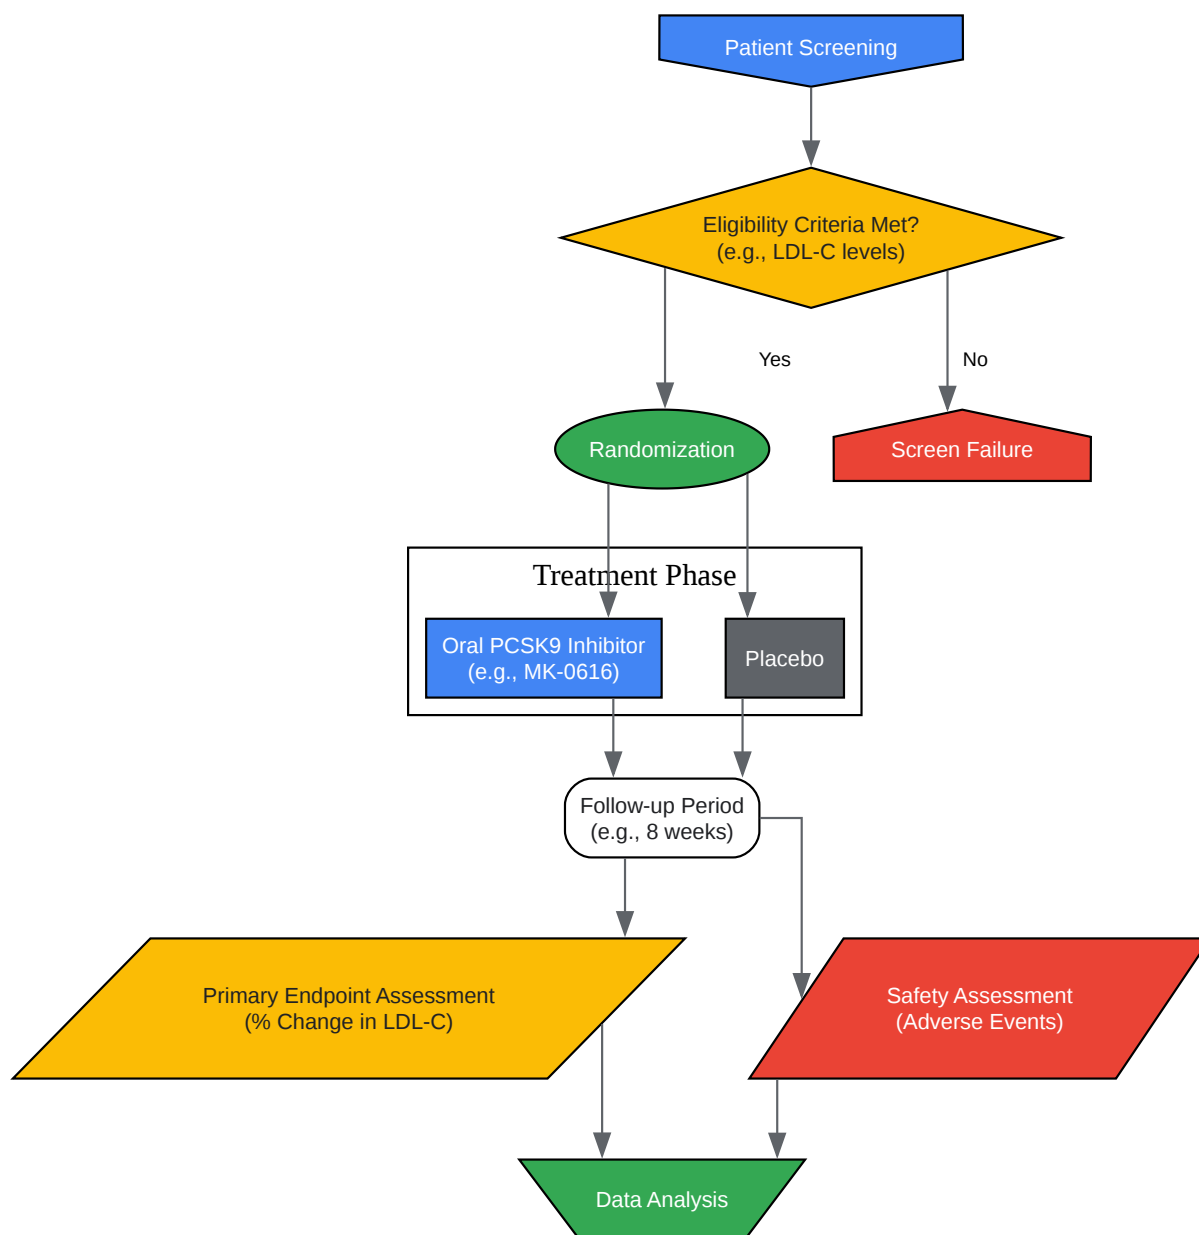 Patient Screening
Eligibility Criteria Met?
(e.g., LDL-C levels)
Yes
No
Randomization
Screen Failure
Treatment Phase
Oral PCSK9 Inhibitor
(e.g., MK-0616)
Placebo
Follow-up Period
(e.g., 8 weeks)
Primary Endpoint Assessment
(% Change in LDL-C)
Safety Assessment
(Adverse Events)
Data Analysis